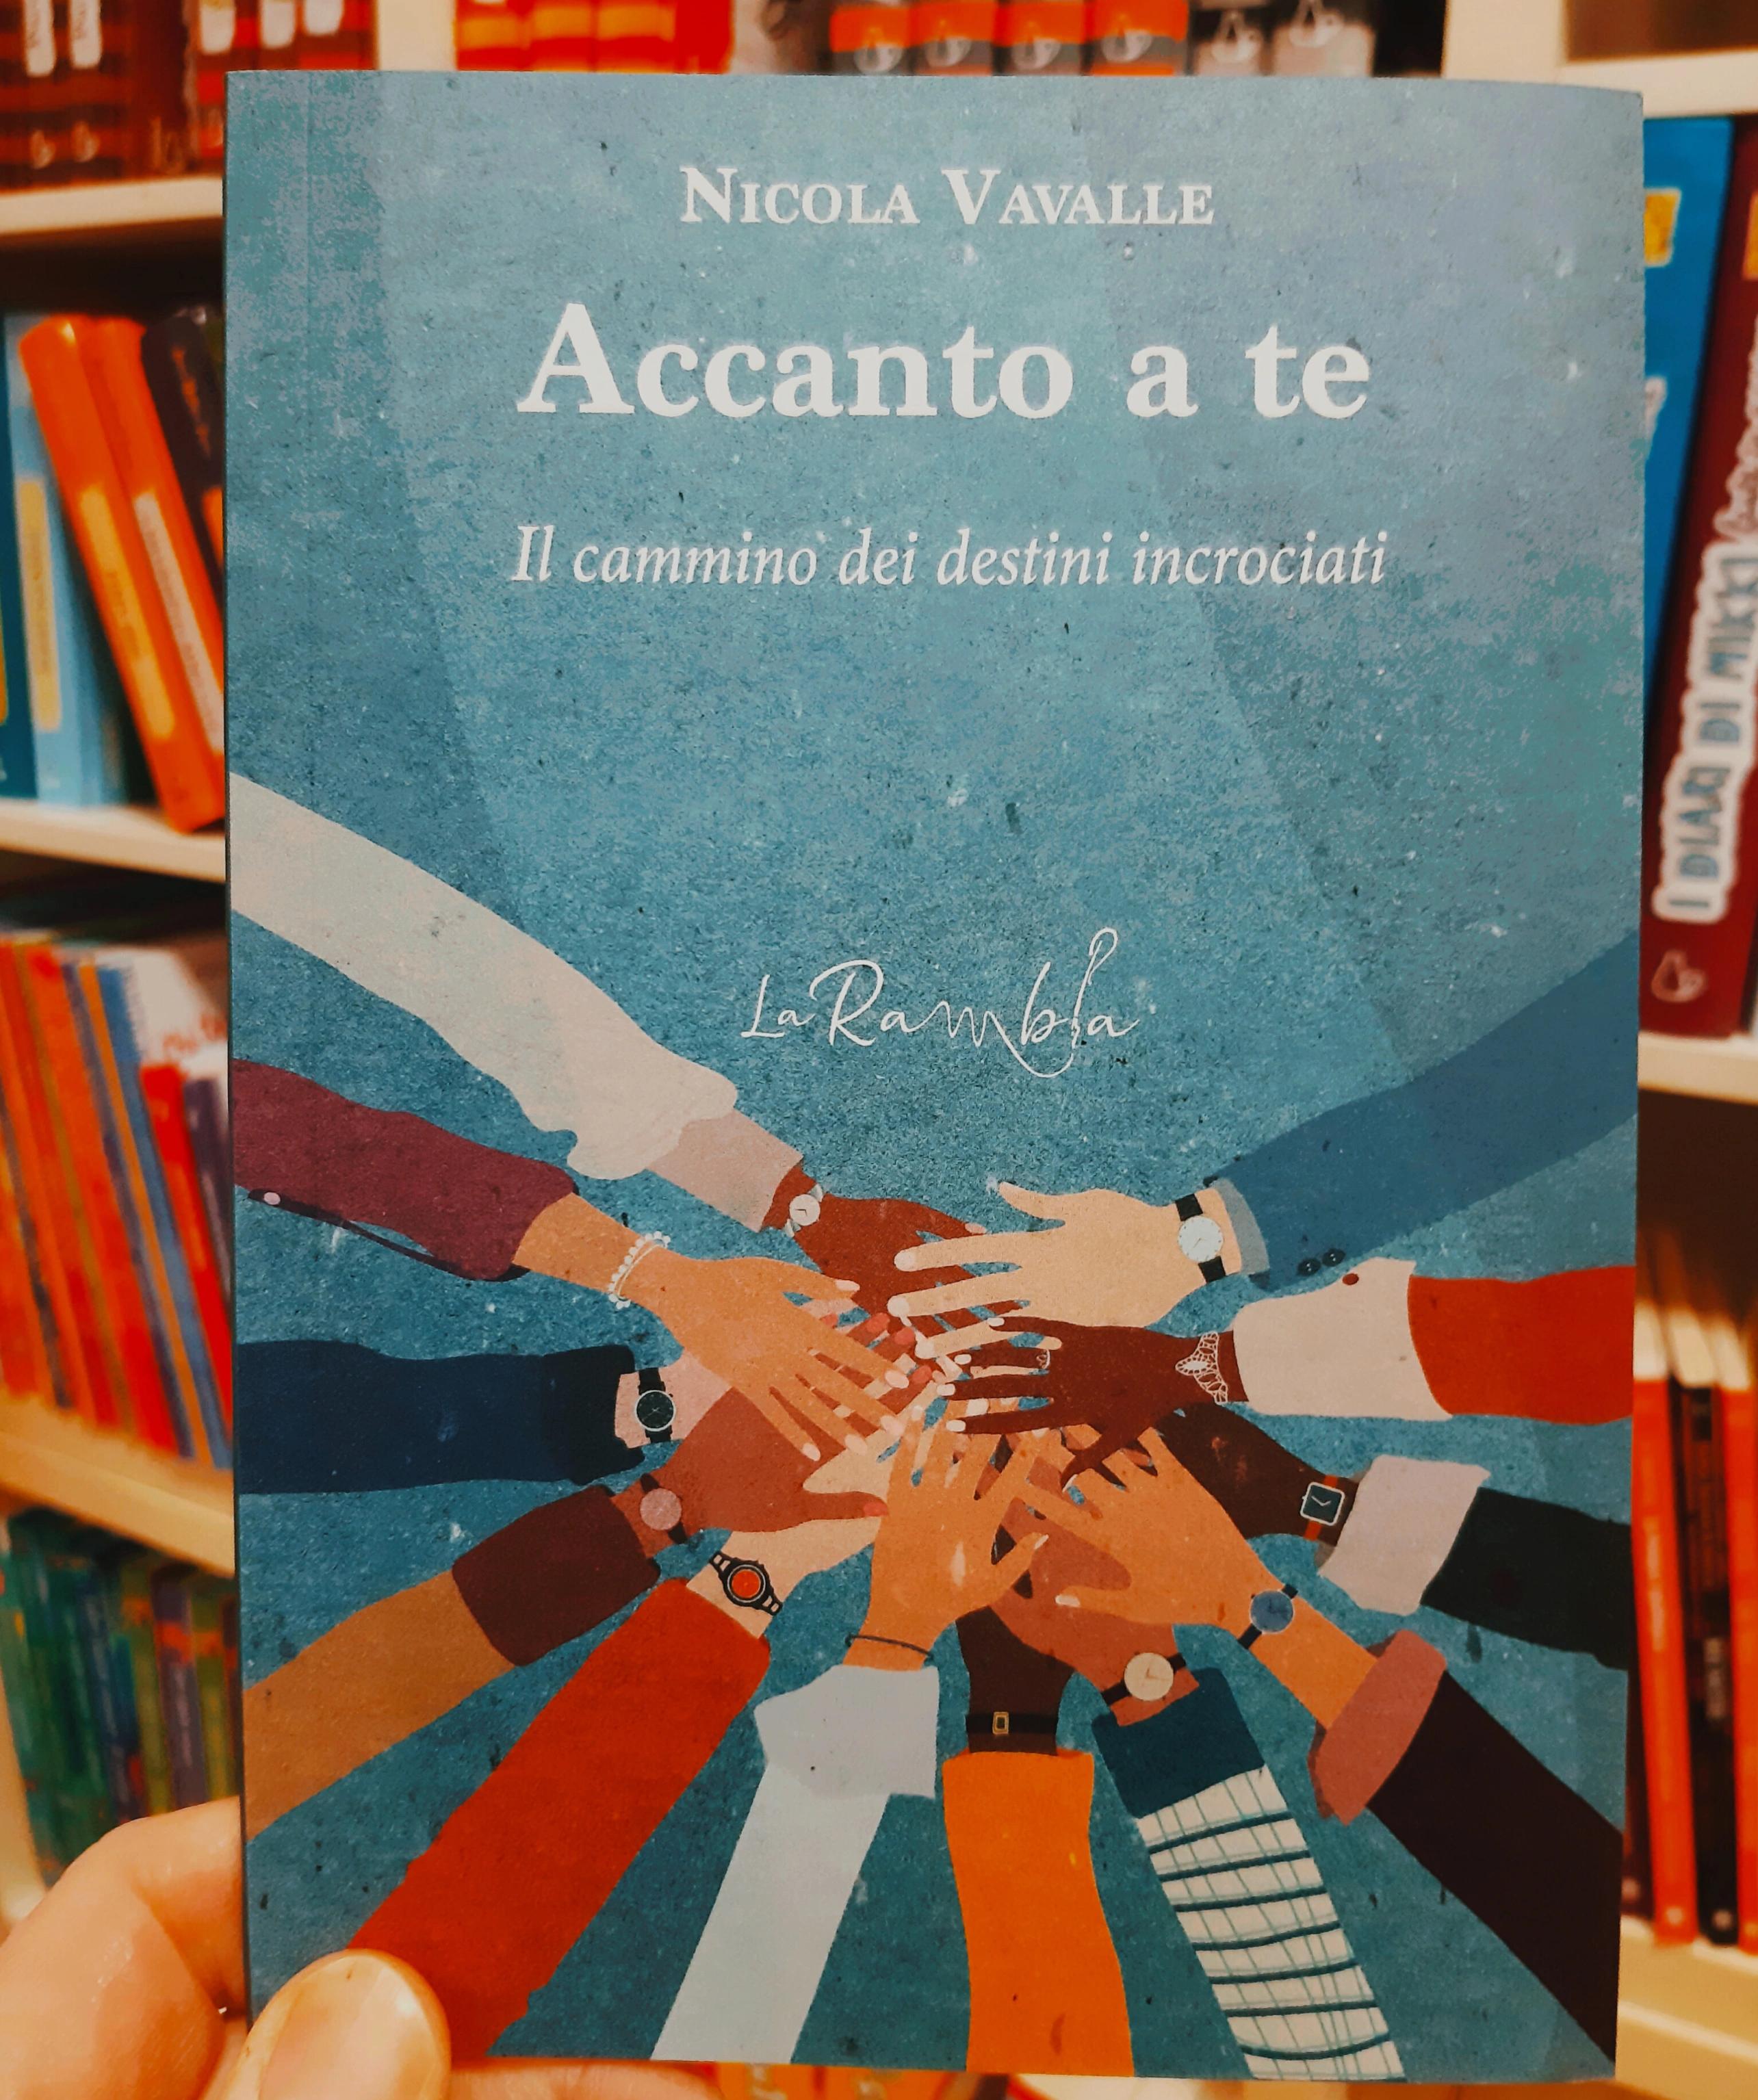 Nicola Vavalle
Accanto a te
Il cammino dei destini incrociati
La Rambla
I DIARI DI MIKKI